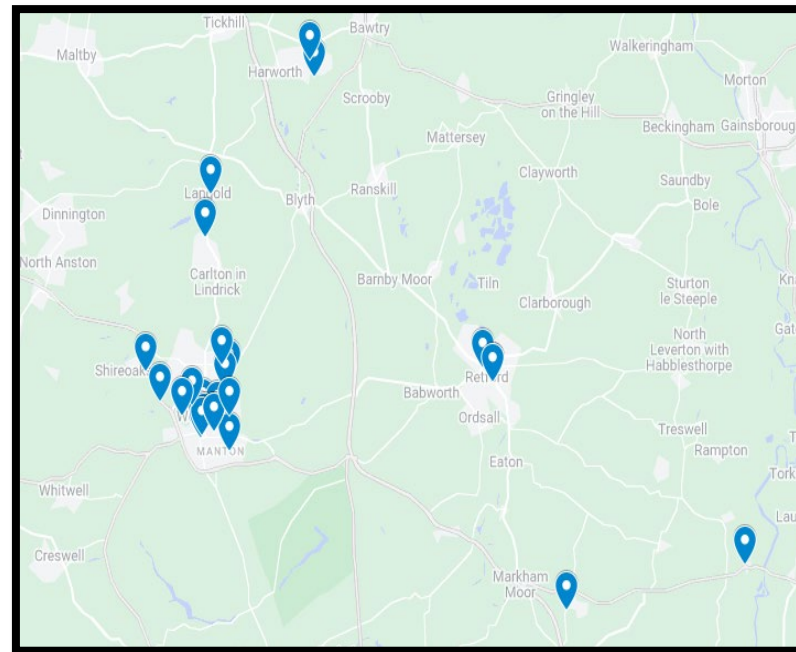 Tickhill
Bawtry
Maltby
Harworth
Walkeringham
Scrooby
Gringley
on the Hill
Morton
Beckingham
Gainsborough
Mattersey
Clayworth
Langold
Blyth
Ranskill
Saundby
Bole
Dinnington
North Anston
Carlton in
Lindrick
Barnby Moor
Tiln
Clarborough
Sturton
le Steeple
North
Leverton with
Habblesthorpe
Shireoaks
Retford
Babworth
Ordsall
MANTON
Treswell
Rampton
Eaton
Whitwell
Creswell
Markham
Moor